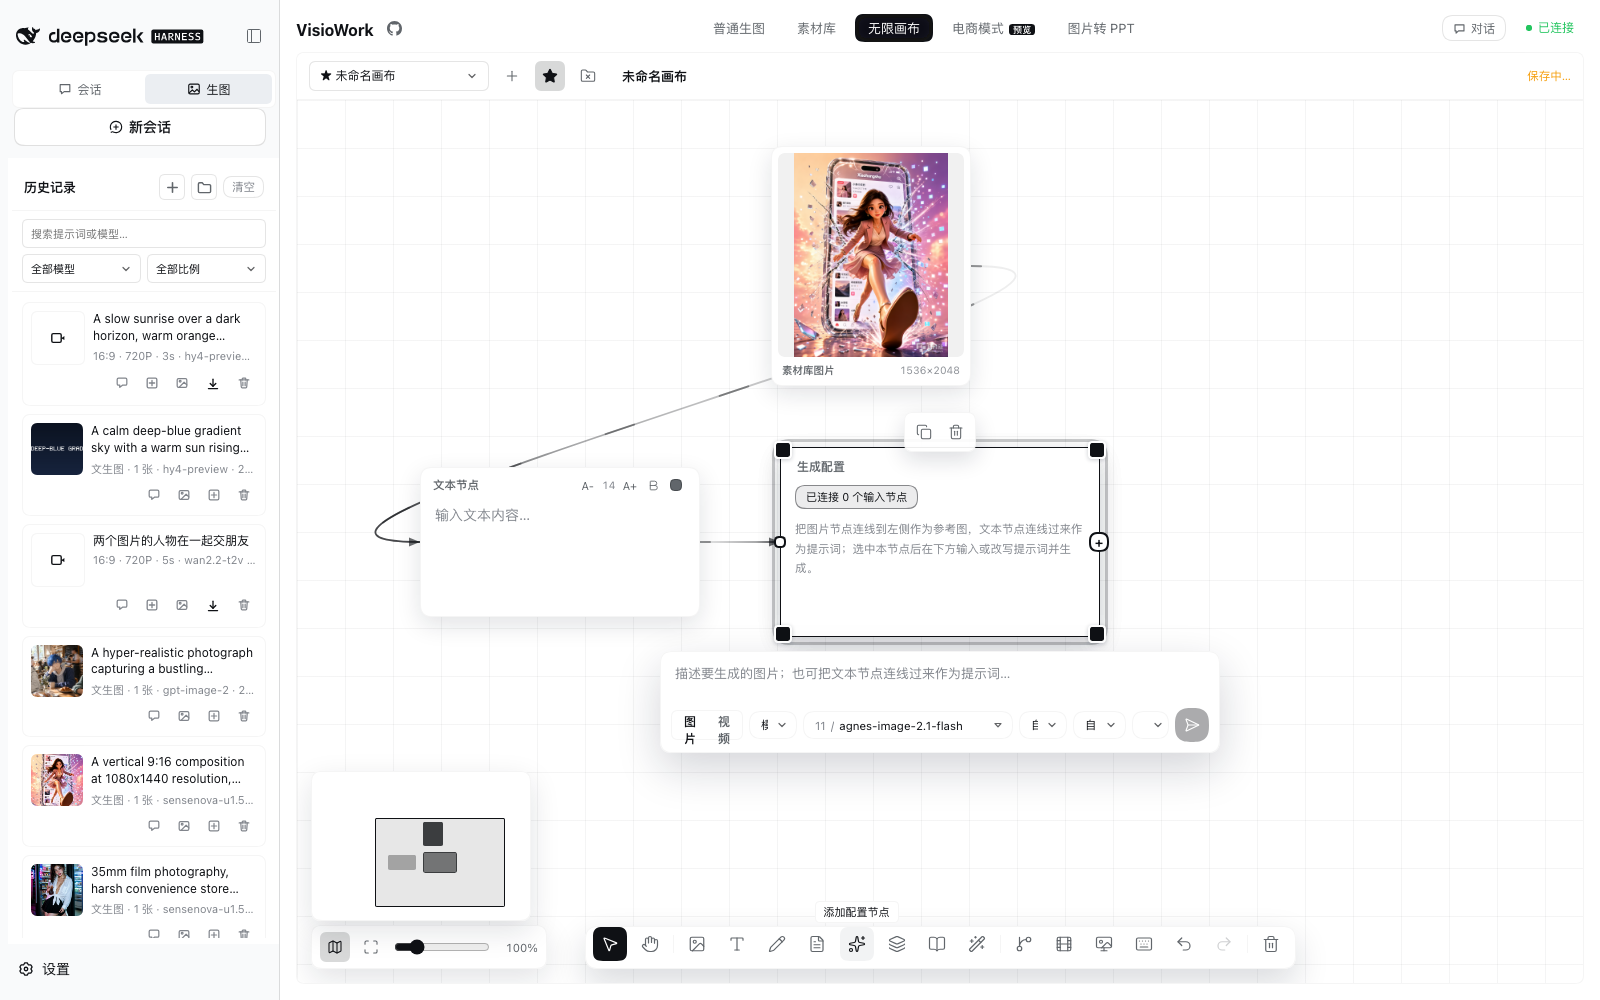 deepseek HARNESS
会话
生图
新会话
历史记录
清空
搜索提示词或模型...
全部模型
全部比例
A slow sunrise over a dark
horizon, warm orange...
16:9 · 720P · 3s · hy4-previe...
A calm deep-blue gradient
sky with a warm sun rising...
文生图 · 1 张 · hy4-preview · 2...
DEEP-BLUE GRAD
两个图片的人物在一起交朋友
16:9 · 720P · 5s · wan2.2-t2v ...
A hyper-realistic photograph
capturing a bustling...
文生图 · 1 张 · gpt-image-2 · 2...
A vertical 9:16 composition
at 1080x1440 resolution,...
文生图 · 1 张 · sensenova-u1.5...
35mm film photography,
harsh convenience store...
文生图 · 1 张 · sensenova-u1.5...
设置
VisioWork
普通生图
素材库
无限画布
电商模式 预览
图片转 PPT
对话
已连接
★ 未命名画布
未命名画布
保存中...
素材库图片
1536×2048
文本节点
A- 14 A+ B
输入文本内容...
生成配置
已连接 0 个输入节点
把图片节点连线到左侧作为参考图，文本节点连线过来作
为提示词；选中本节点后在下方输入或改写提示词并生
成。
描述要生成的图片；也可把文本节点连线过来作为提示词...
图片
视频
11 / agnes-image-2.1-flash
自
添加配置节点
100%